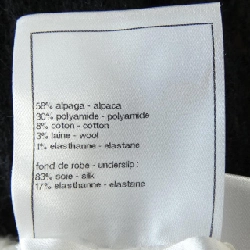 58% alpaga - alpaca
30% polyamide - polyamide
8% coton - cotton
3% laine - wool
1% elasthanne - elastane
fond de robe - underslip :
83% soie - silk
17% elasthanne - elastane